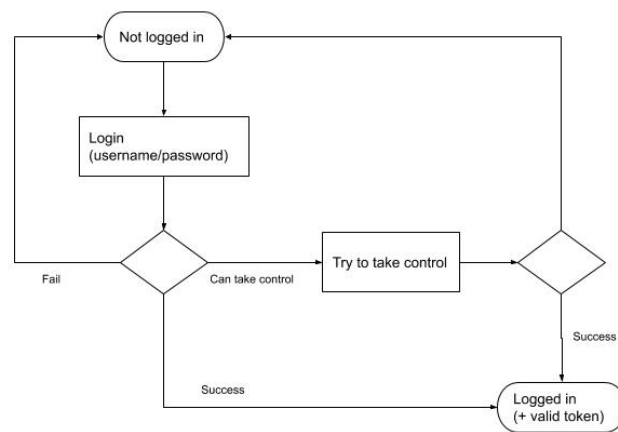 Not logged in
Login
(username/password)
Fail
Can take control
Try to take control
Success
Success
Logged in
(+ valid token)